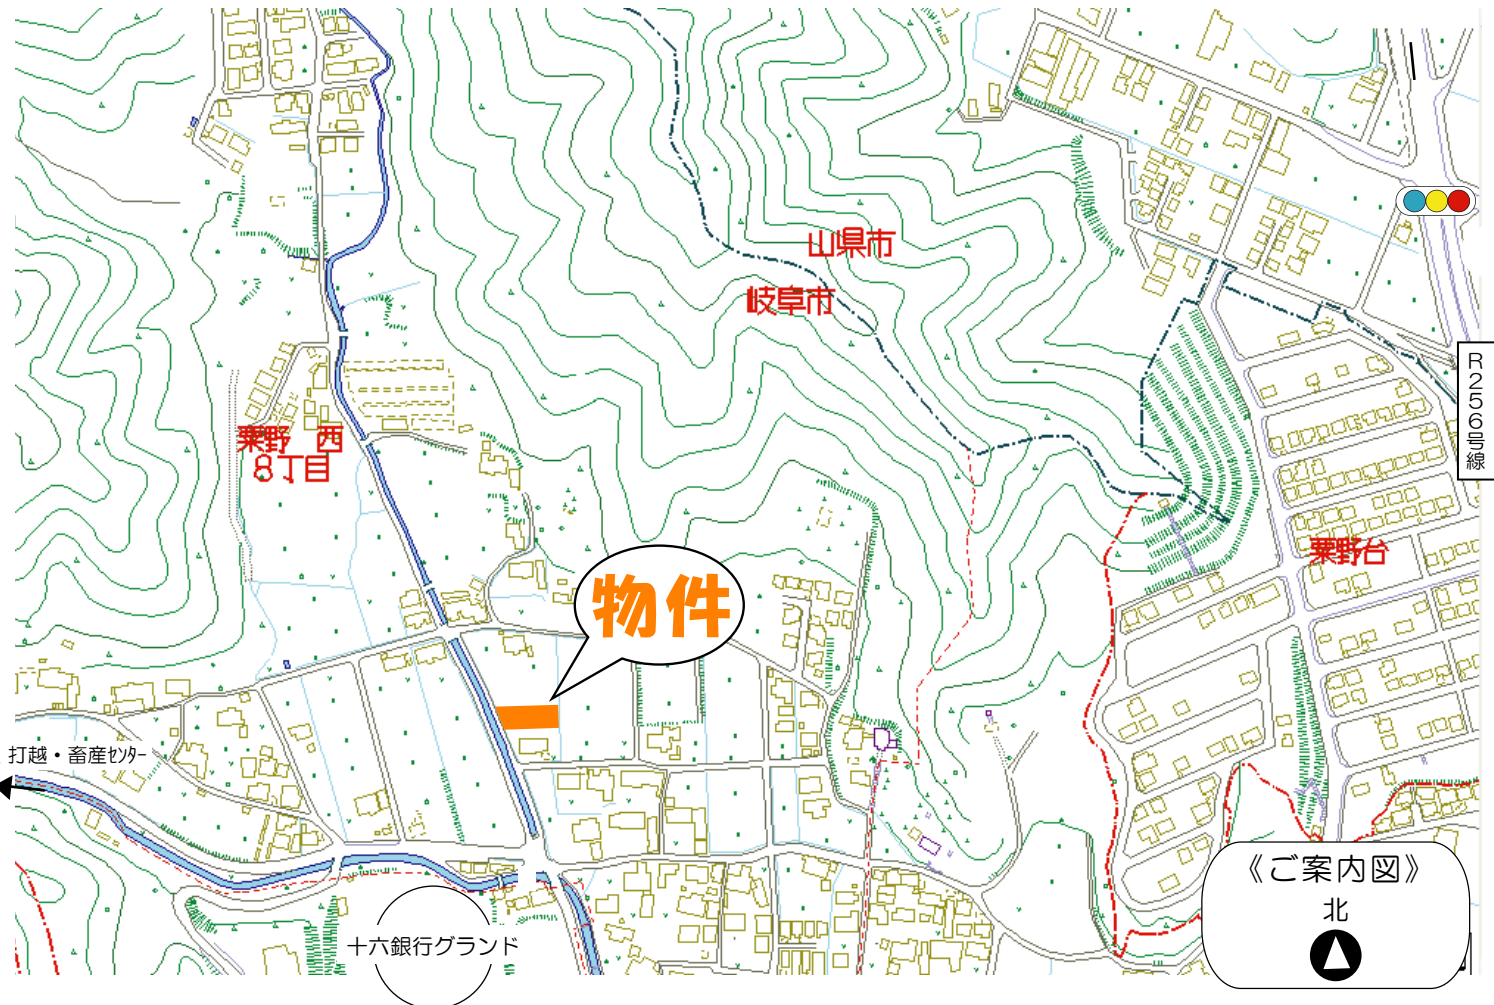 山県市
岐阜市
R256号線
粟野 西
8丁目
粟野台
物件
打越・畜産ｾﾝﾀｰ
十六銀行グランド
《ご案内図》
北